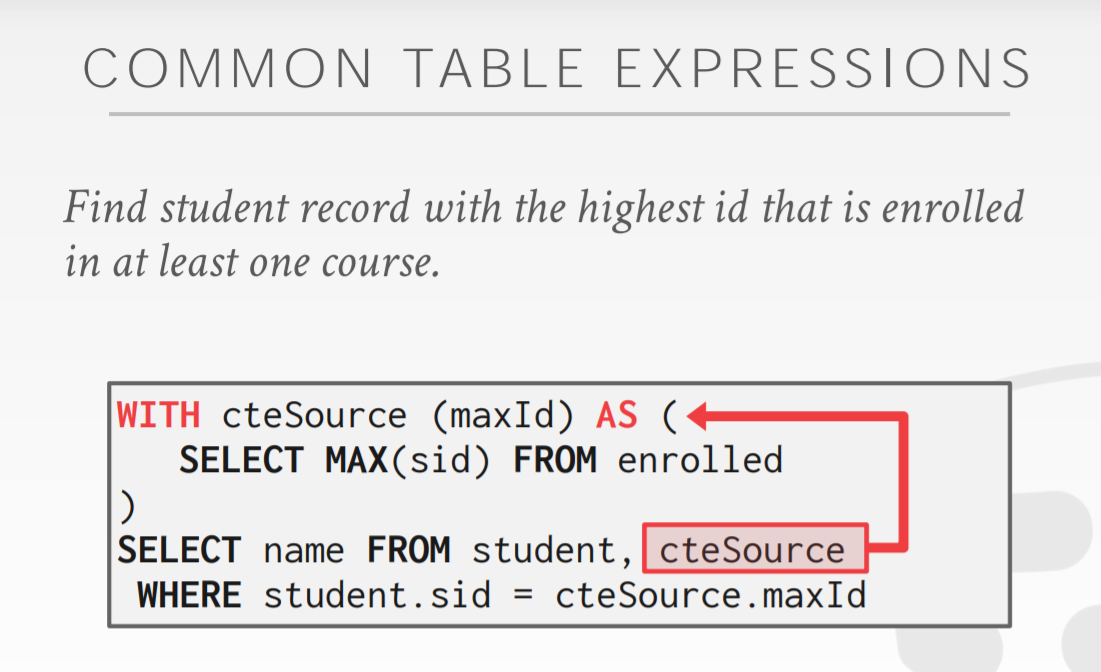 COMMON TABLE EXPRESSIONS
Find student record with the highest id that is enrolled
in at least one course.
WITH cteSource (maxId) AS (
SELECT MAX(sid) FROM enrolled
)
SELECT name FROM student, cteSource
WHERE student.sid = cteSource.maxId